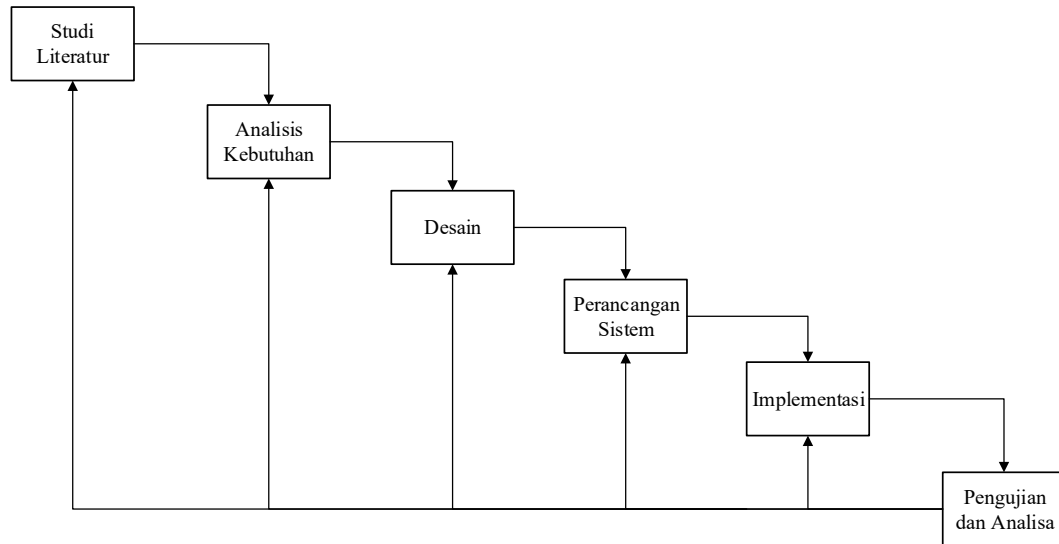 Studi
Literatur
Analisis
Kebutuhan
Desain
Perancangan
Sistem
Implementasi
Pengujian
dan Analisa